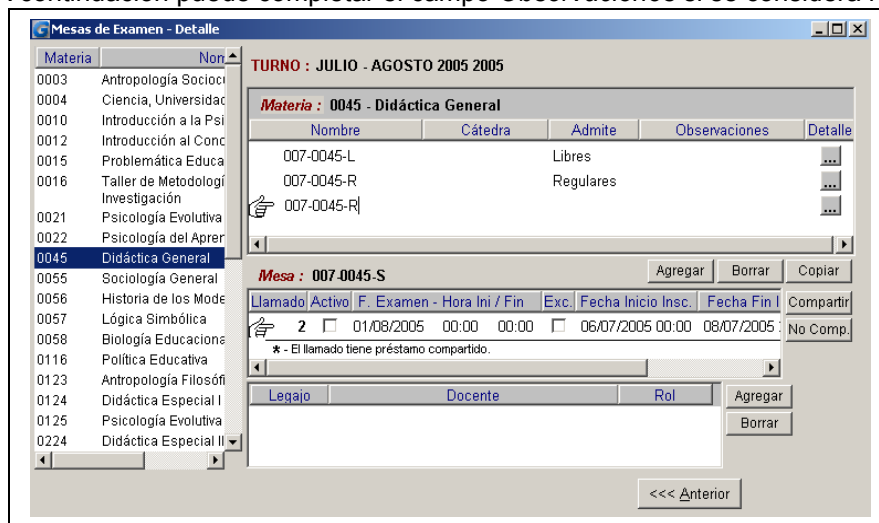 Mesas de Examen - Detalle
Materia Nom
0003 Antropología Sociocu
0004 Ciencia, Universidad
0010 Introducción a la Psi
0012 Introducción al Cono
0015 Problemática Educa
0016 Taller de Metodologí
Investigación
0021 Psicología Evolutiva
0022 Psicología del Apren
0045 Didáctica General
0055 Sociología General
0056 Historia de los Mode
0057 Lógica Simbólica
0058 Biología Educaciona
0116 Política Educativa
0123 Antropología Filosófi
0124 Didáctica Especial I
0125 Psicología Evolutiva
0224 Didáctica Especial II
TURNO : JULIO - AGOSTO 2005 2005
Materia : 0045 - Didáctica General
Nombre Cátedra Admite Observaciones Detalle
007-0045-L Libres ...
007-0045-R Regulares ...
007-0045-R ...
Mesa : 007-0045-S
Agregar Borrar Copiar
Llamado Activo F. Examen - Hora Ini / Fin Exc. Fecha Inicio Insc. Fecha Fin I
2 01/08/2005 00:00 00:00 06/07/2005 00:00 08/07/2005
* - El llamado tiene préstamo compartido.
Compartir
No Comp.
Legajo Docente Rol
Agregar
Borrar
<<< Anterior